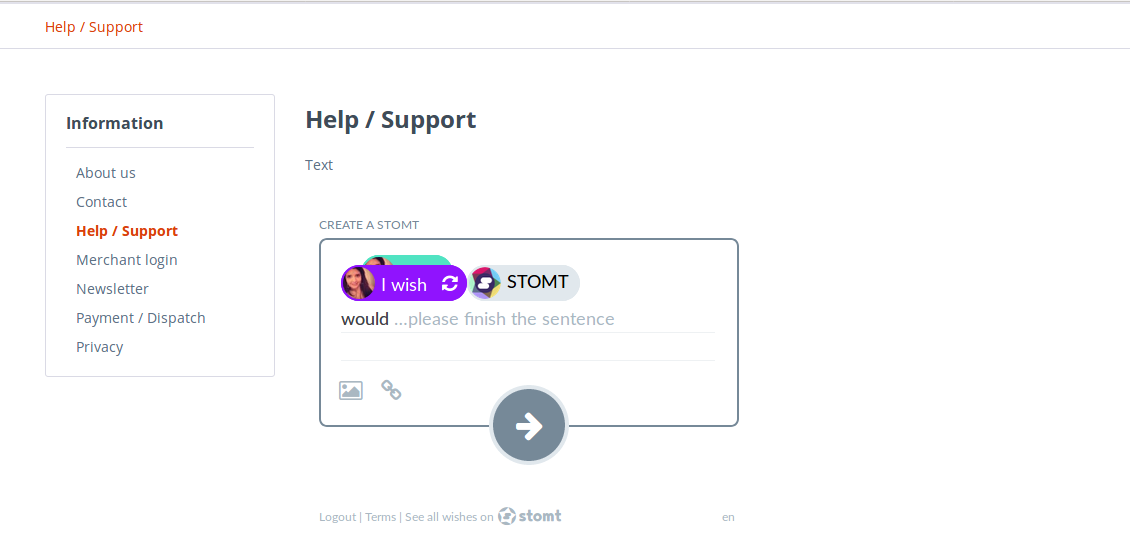 Help / Support
Information
About us
Contact
Help / Support
Merchant login
Newsletter
Payment / Dispatch
Privacy
Help / Support
Text
CREATE A STOMT
I wish STOMT
would ...please finish the sentence
Logout | Terms | See all wishes on stomt en